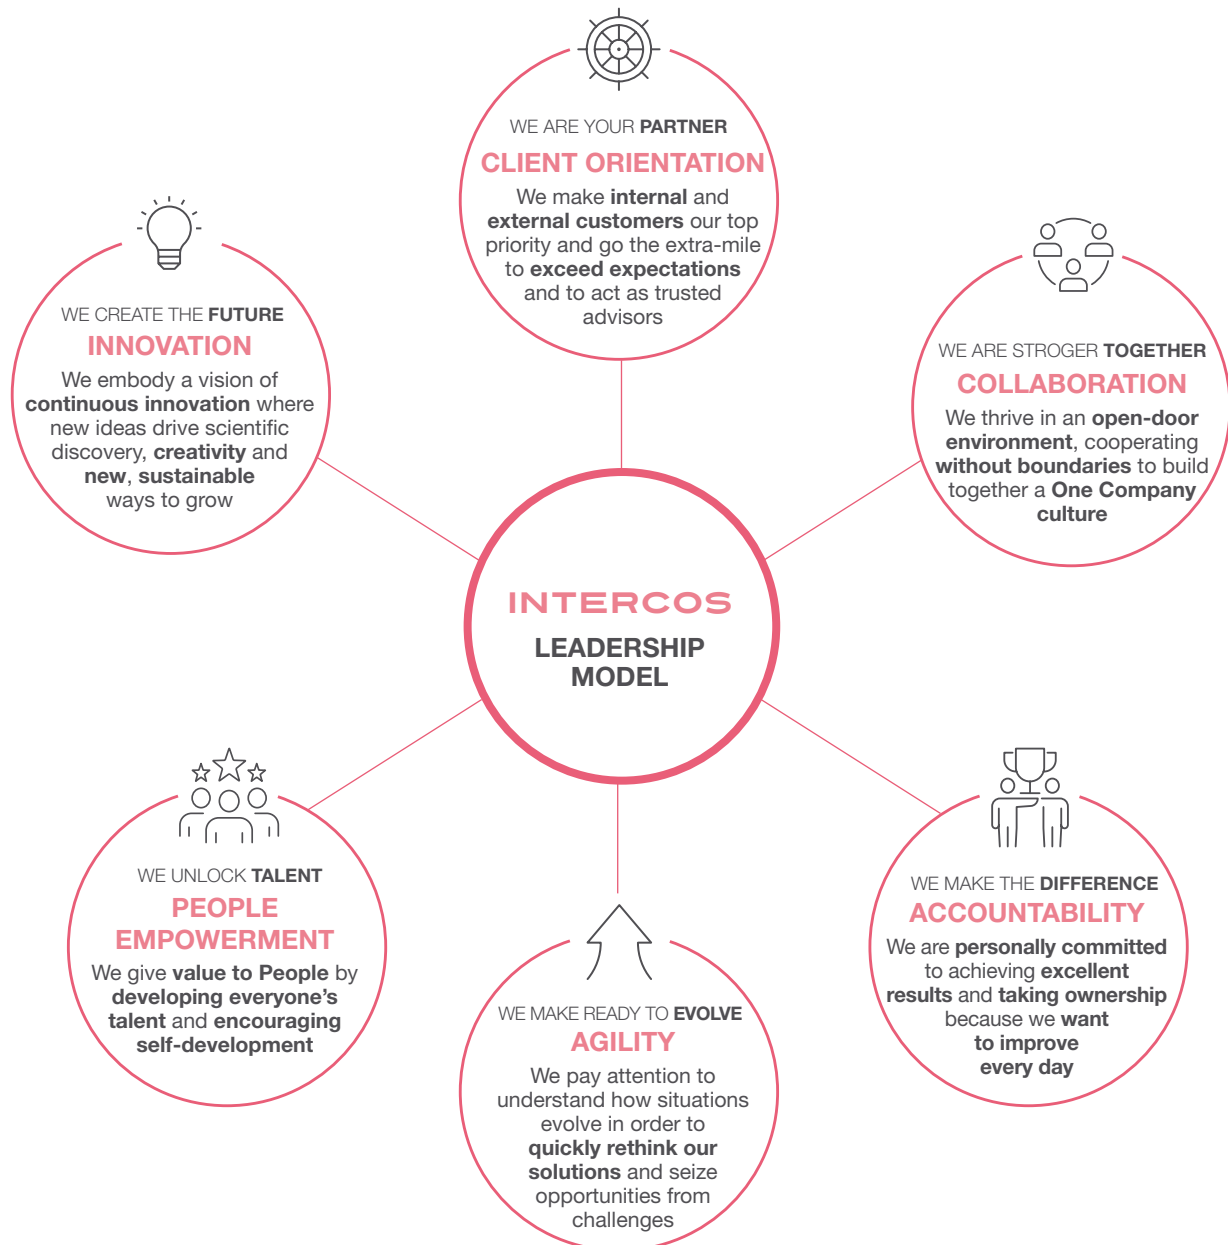 WE ARE YOUR PARTNER
CLIENT ORIENTATION
We make internal and
external customers our top
priority and go the extra-mile
to exceed expectations
and to act as trusted
advisors
WE CREATE THE FUTURE
INNOVATION
We embody a vision of
continuous innovation where
new ideas drive scientific
discovery, creativity and
new, sustainable
ways to grow
WE ARE STROGER TOGETHER
COLLABORATION
We thrive in an open-door
environment, cooperating
without boundaries to build
together a One Company
culture
INTERCOS
LEADERSHIP
MODEL
WE UNLOCK TALENT
PEOPLE
EMPOWERMENT
We give value to People by
developing everyone’s
talent and encouraging
self-development
WE MAKE READY TO EVOLVE
AGILITY
We pay attention to
understand how situations
evolve in order to
quickly rethink our
solutions and seize
opportunities from
challenges
WE MAKE THE DIFFERENCE
ACCOUNTABILITY
We are personally committed
to achieving excellent
results and taking ownership
because we want
to improve
every day